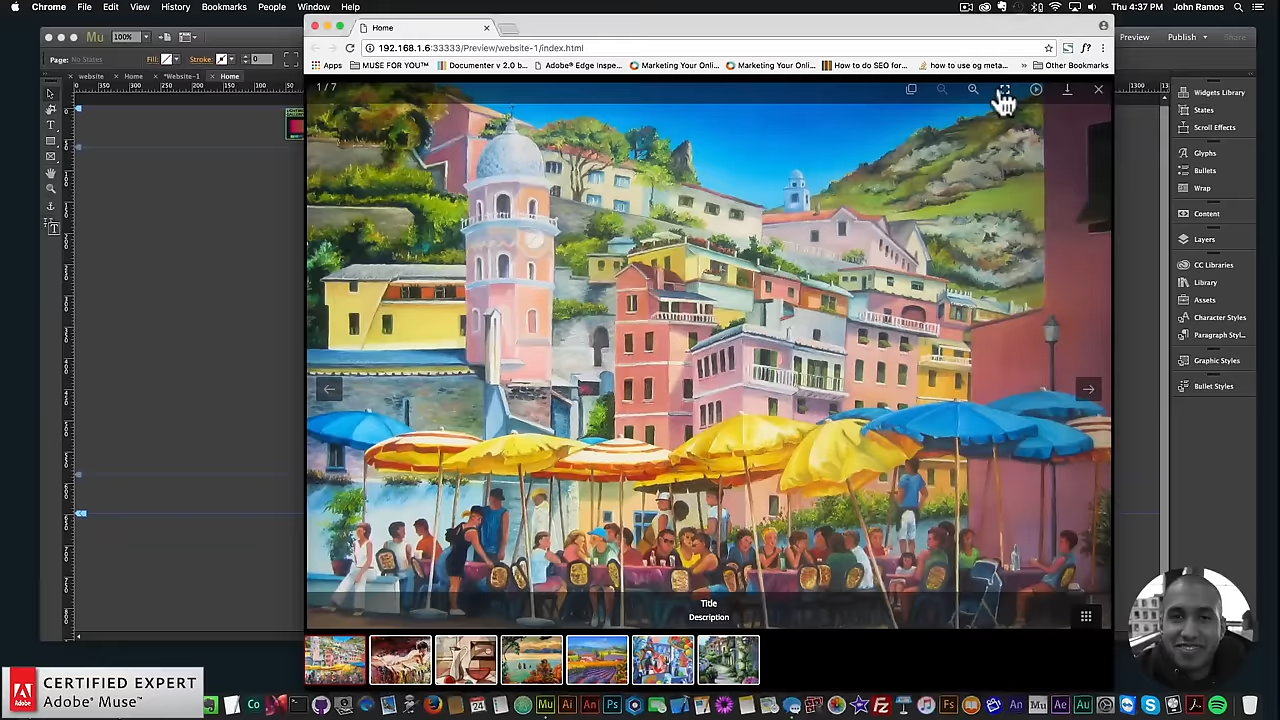 Chrome File Edit View History Bookmarks People Window Help
Thu 4:37 PM John Ramos
Mu 100%
Home
Page: No States Fill: Stroke: 0
Preview Publish Share
192.168.1.6:33333/Preview/website-1/index.html
Apps MUSE FOR YOU™ Documenter v 2.0 b... Adobe® Edge Inspe... Marketing Your Onli... Marketing Your Onli... How to do SEO for... how to use og meta... » Other Bookmarks
website Home *Website-1 Home
1 / 7
Widgets Library
States
Scroll Effects
Glyphs
Bullets
Wrap
Content
Layers
CC Libraries
Library
Assets
Character Styles
Paragraph Styl...
Graphic Styles
Bullet Styles
Title
Description
CERTIFIED EXPERT
Adobe® Muse™
Adobe